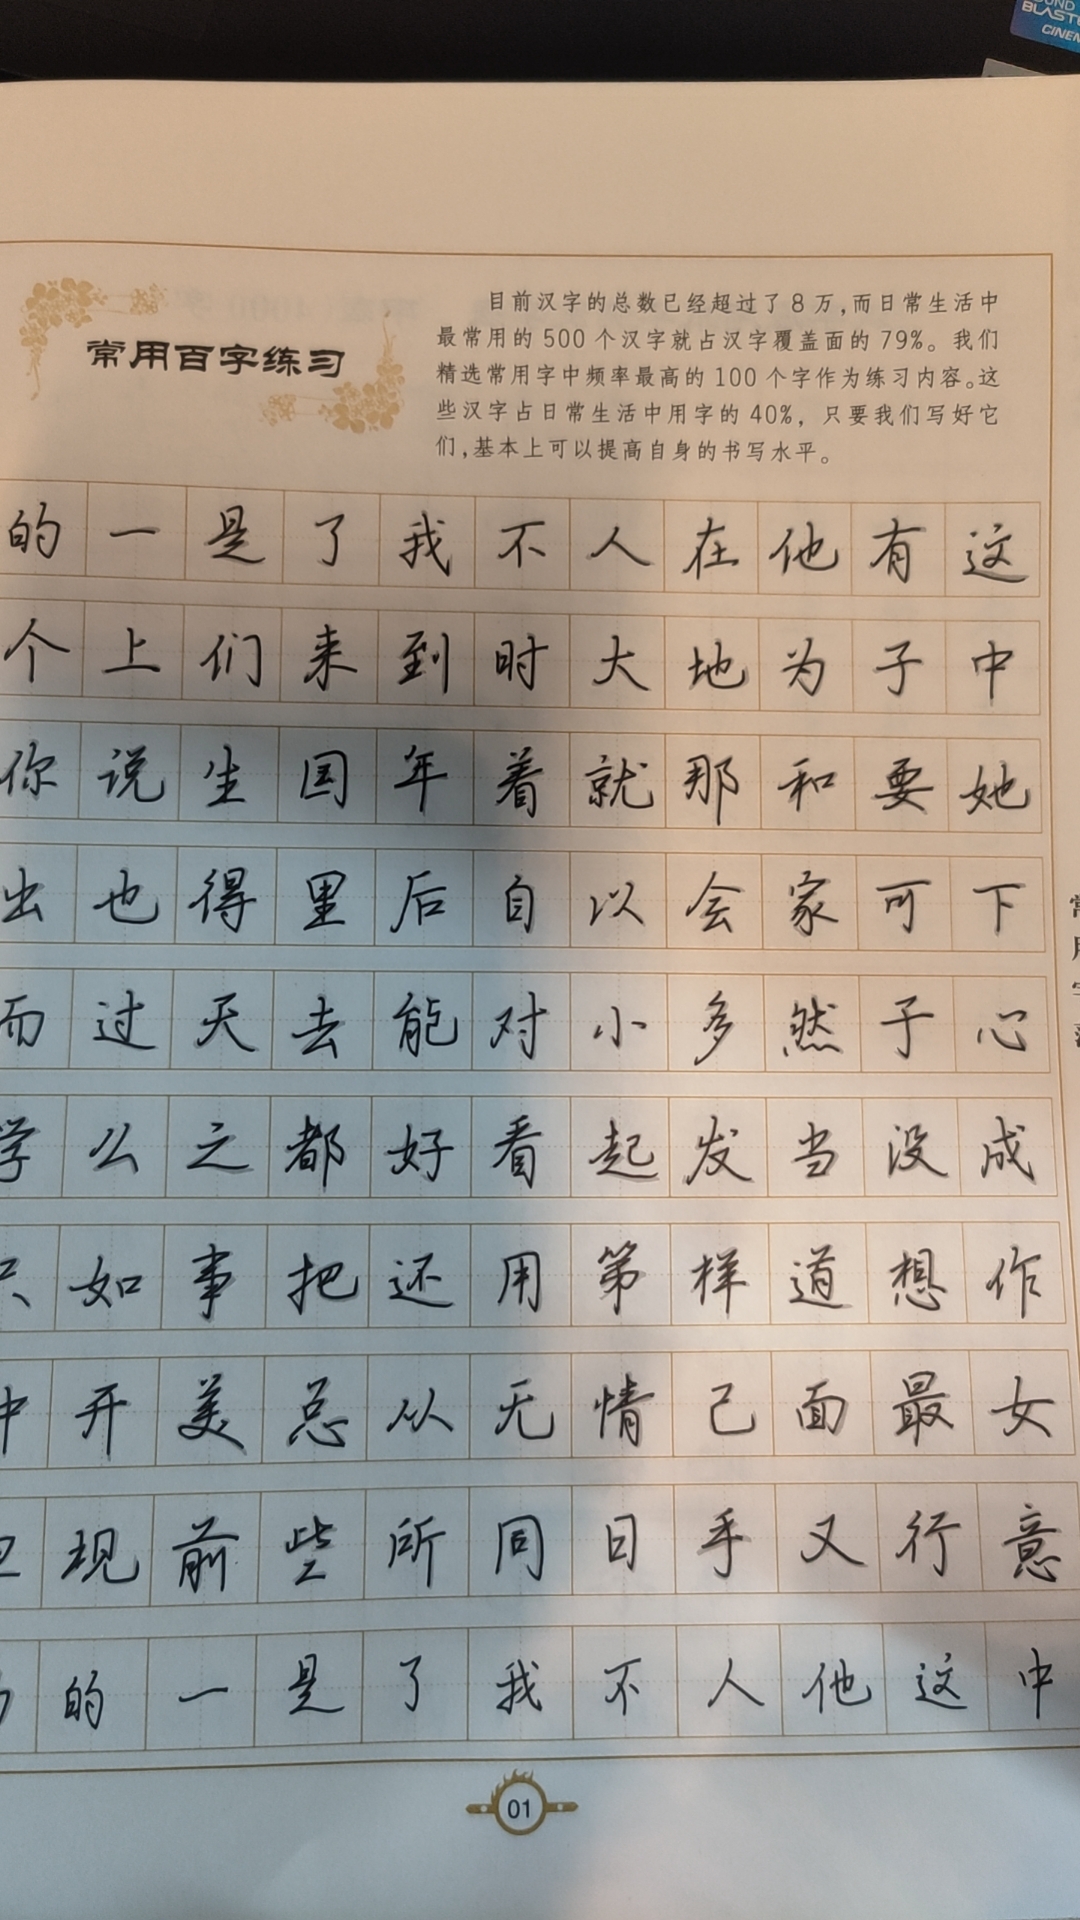 BLAST
CINEM
常用百字练习
目前汉字的总数已经超过了8万,而日常生活中
最常用的500个汉字就占汉字覆盖面的79%。我们
精选常用字中频率最高的100个字作为练习内容。这
些汉字占日常生活中用字的40%,只要我们写好它
们,基本上可以提高自身的书写水平。
的一是了我不人在他有这
个上们来到时大地为子中
你说生国年着就那和要她
出也得里后自以会家可下
而过天去能对小多然于心
学么之都好看起发当没成
只如事把还用第样道想作
种开美总从无情己面最女
但现前些所同日手又行意
的一是了我不人他这中
01